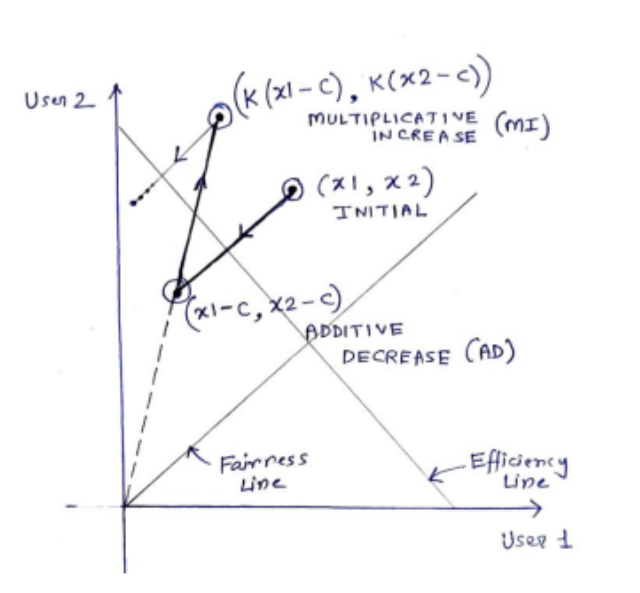 User 2
(K(x1-C), K(x2-C))
MULTIPLICATIVE
INCREASE (MI)
(x1, x2)
INITIAL
(x1-C, x2-C)
ADDITIVE
DECREASE (AD)
Fairness
Line
Efficiency
Line
User 1